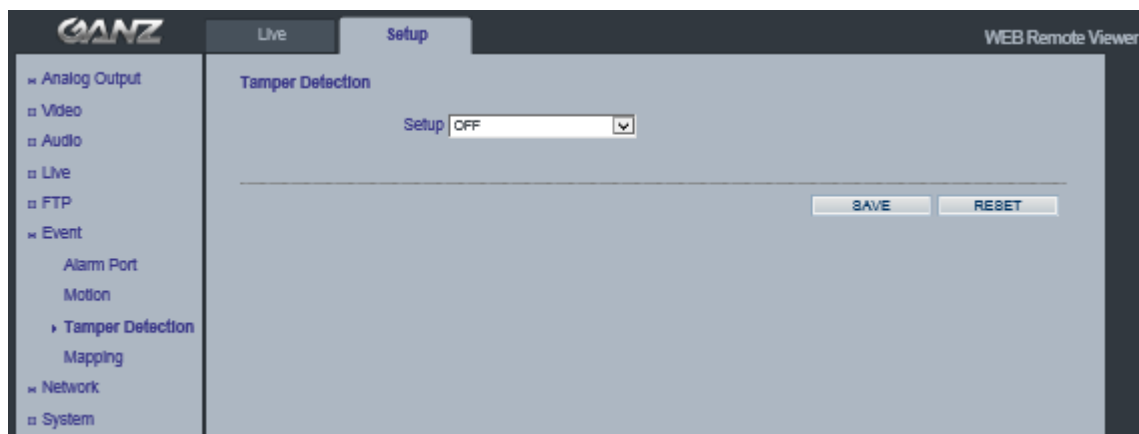 GANZ
Live
Setup
WEB Remote Viewer
Analog Output
Video
Audio
Live
FTP
Event
Alarm Port
Motion
Tamper Detection
Mapping
Network
System
Tamper Detection
Setup OFF
SAVE
RESET